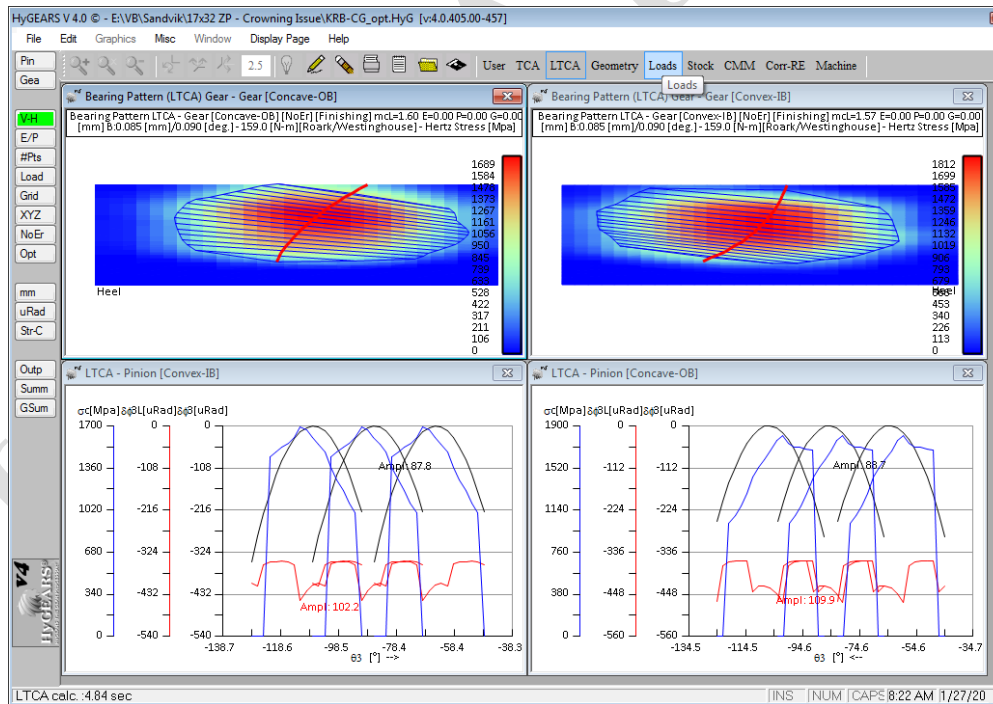 HyGEARS V 4.0 © - E:\VB\Sandvik\17x32 ZP - Crowning Issue\KRB-CG_opt.HyG [v:4.0.405.00-457]
File Edit Graphics Misc Window Display Page Help
Pin
Gea
2.5
User TCA LTCA Geometry Loads Stock CMM Corr-RE Machine
Loads
V-H
E/P
#Pts
Load
Grid
XYZ
NoEr
Opt
mm
uRad
Str-C
Outp
Summ
GSum
v4
HyGEARS
Bearing Pattern (LTCA) Gear - Gear [Concave-OB]
Bearing Pattern LTCA - Gear [Concave-OB] [NoEr] [Finishing] mcL=1.60 E=0.00 P=0.00 G=0.00
[mm] B:0.085 [mm]/0.090 [deg.] - 159.0 [N-m][Roark/Westinghouse] - Hertz Stress [Mpa]
1689
1584
1478
1373
1267
1161
1056
950
845
739
528
422
317
211
106
0
Heel
Bearing Pattern (LTCA) Gear - Gear [Convex-IB]
Bearing Pattern LTCA - Gear [Convex-IB] [NoEr] [Finishing] mcL=1.57 E=0.00 P=0.00 G=0.00
[mm] B:0.085 [mm]/0.090 [deg.] - 159.0 [N-m][Roark/Westinghouse] - Hertz Stress [Mpa]
1812
1699
1585
1472
1359
1246
1132
1019
906
793
Heel
453
340
226
113
0
LTCA - Pinion [Convex-IB]
σc[Mpa] δφ3L[uRad] δφ3[uRad]
1700 0 0
1360 -108 -108
1020 -216 -216
680 -324 -324
340 -432 -432
0 -540 -540
Ampl: 87.8
Ampl: 102.2
-138.7 -118.6 -98.5 -78.4 -58.4 -38.3
θ3 [°] -->
LTCA - Pinion [Concave-OB]
σc[Mpa] δφ3L[uRad] δφ3[uRad]
1900 0 0
1520 -112 -112
1140 -224 -224
760 -336 -336
380 -448 -448
0 -560 -560
Ampl: 88.7
Ampl: 109.9
-134.5 -114.5 -94.6 -74.6 -54.6 -34.7
θ3 [°] <--
LTCA calc. :4.84 sec
INS NUM CAPS 8:22 AM 1/27/20